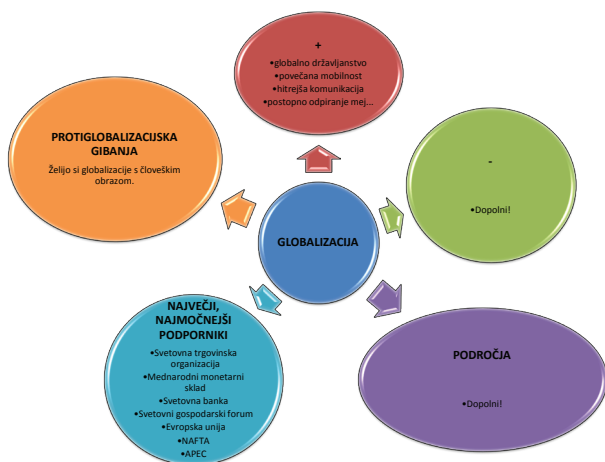 +
•globalno državljanstvo
•povečana mobilnost
•hitrejša komunikacija
•postopno odpiranje mej...
PROTIGLOBALIZACIJSKA
GIBANJA
Želijo si globalizacije s človeškim
obrazom.
-
•Dopolni!
GLOBALIZACIJA
NAJVEČJI,
NAJMOČNEJŠI
PODPORNIKI
•Svetovna trgovinska
organizacija
•Mednarodni monetarni
sklad
•Svetovna banka
•Svetovni gospodarski forum
•Evropska unija
•NAFTA
•APEC
PODROČJA
•Dopolni!